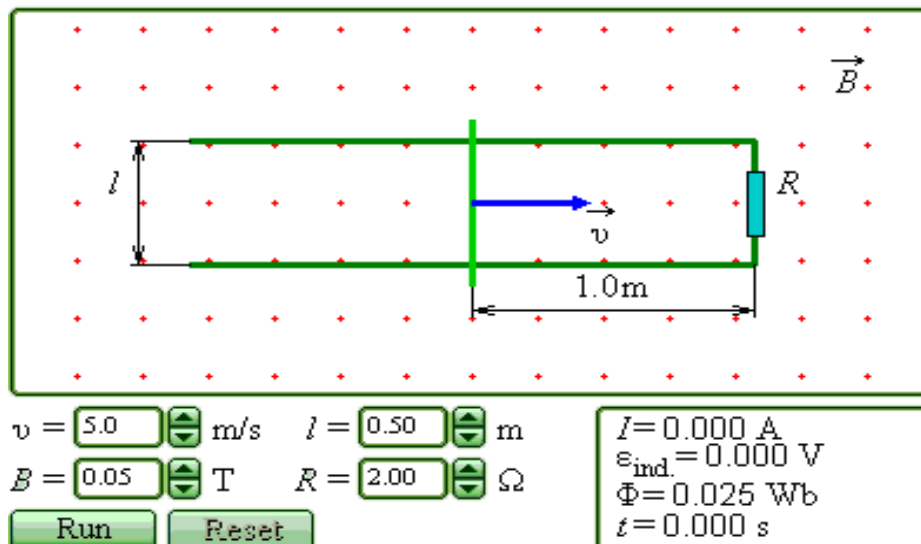 B
l
R
υ
1.0m
υ = 5.0 m/s l = 0.50 m
B = 0.05 T R = 2.00 Ω
Run Reset
I = 0.000 A
εind. = 0.000 V
Φ = 0.025 Wb
t = 0.000 s